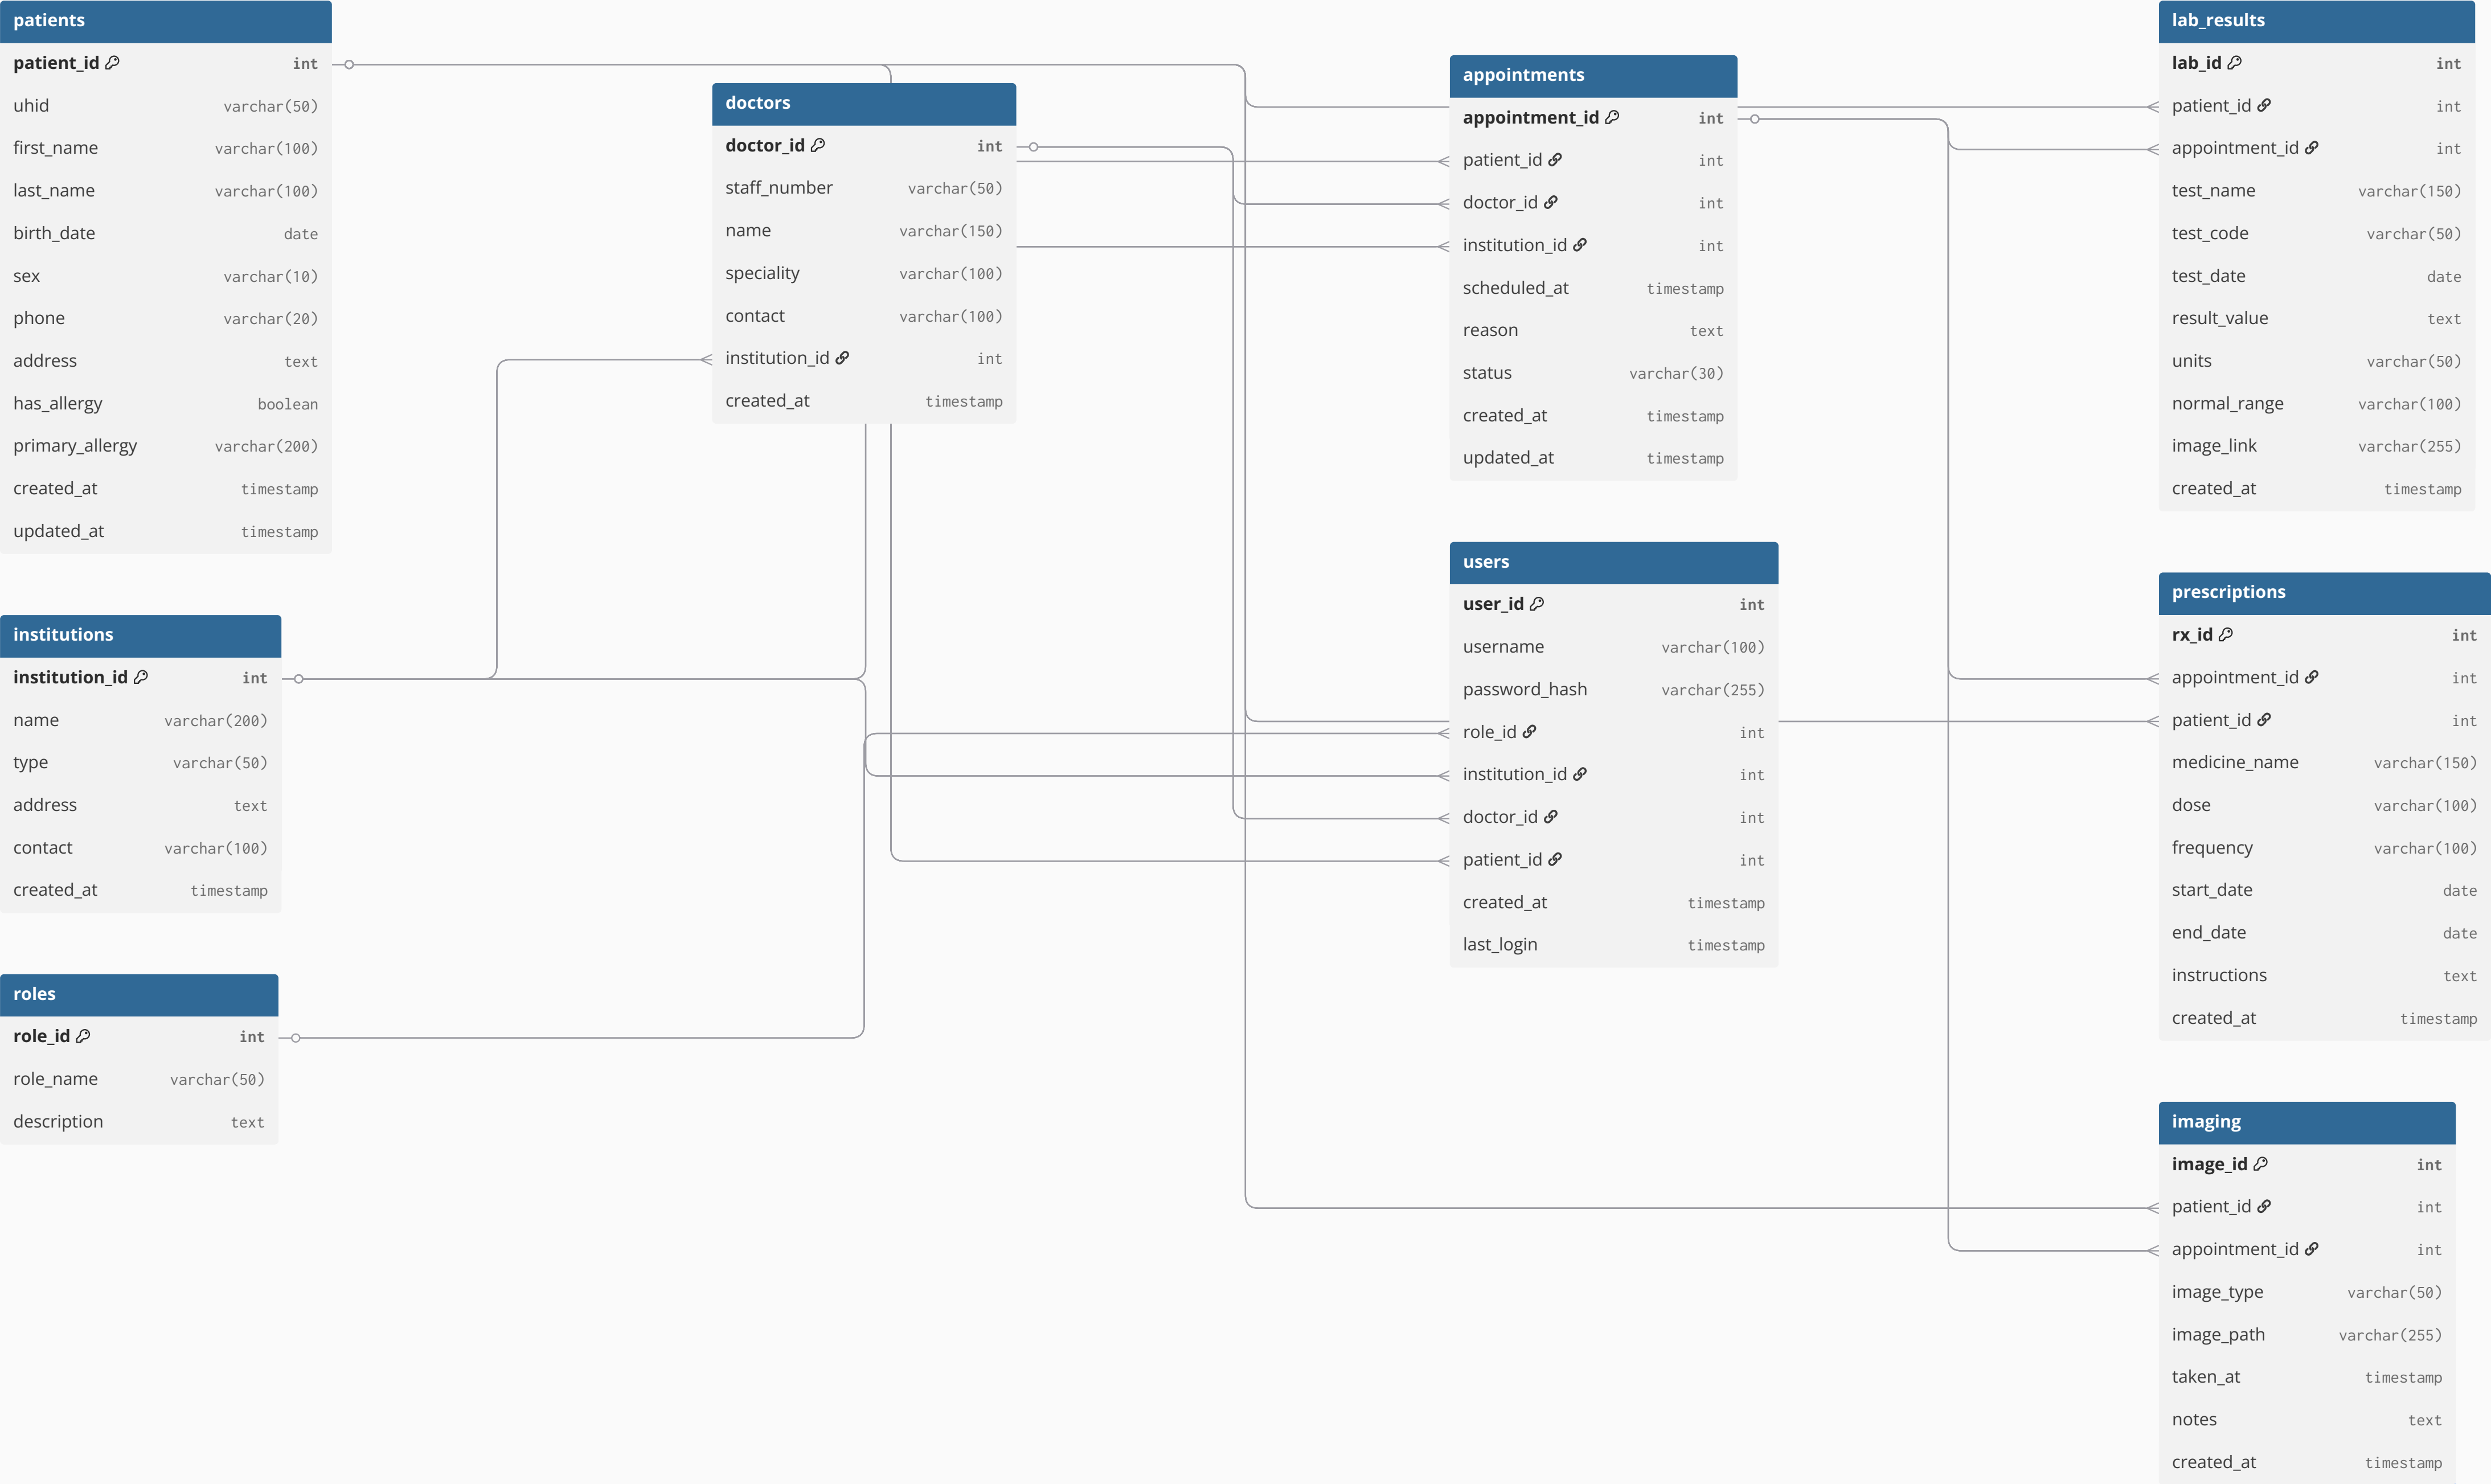 patients
patient_id int
uhid varchar(50)
first_name varchar(100)
last_name varchar(100)
birth_date date
sex varchar(10)
phone varchar(20)
address text
has_allergy boolean
primary_allergy varchar(200)
created_at timestamp
updated_at timestamp
institutions
institution_id int
name varchar(200)
type varchar(50)
address text
contact varchar(100)
created_at timestamp
roles
role_id int
role_name varchar(50)
description text
doctors
doctor_id int
staff_number varchar(50)
name varchar(150)
speciality varchar(100)
contact varchar(100)
institution_id int
created_at timestamp
appointments
appointment_id int
patient_id int
doctor_id int
institution_id int
scheduled_at timestamp
reason text
status varchar(30)
created_at timestamp
updated_at timestamp
users
user_id int
username varchar(100)
password_hash varchar(255)
role_id int
institution_id int
doctor_id int
patient_id int
created_at timestamp
last_login timestamp
lab_results
lab_id int
patient_id int
appointment_id int
test_name varchar(150)
test_code varchar(50)
test_date date
result_value text
units varchar(50)
normal_range varchar(100)
image_link varchar(255)
created_at timestamp
prescriptions
rx_id int
appointment_id int
patient_id int
medicine_name varchar(150)
dose varchar(100)
frequency varchar(100)
start_date date
end_date date
instructions text
created_at timestamp
imaging
image_id int
patient_id int
appointment_id int
image_type varchar(50)
image_path varchar(255)
taken_at timestamp
notes text
created_at timestamp